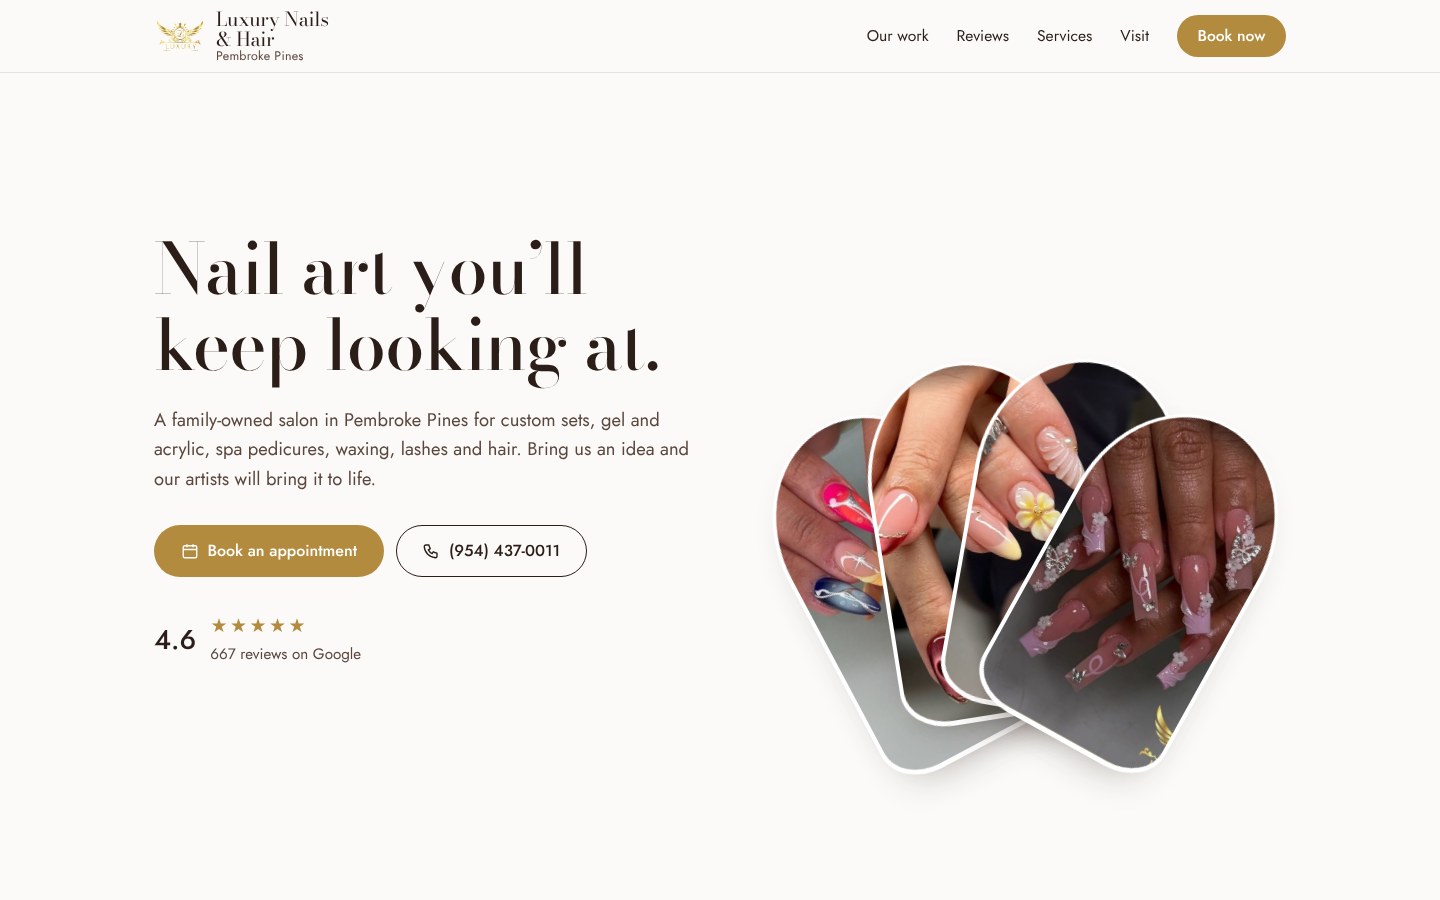 LUXURY
Luxury Nails
& Hair
Pembroke Pines
Our work
Reviews
Services
Visit
Book now
Nail art you’ll
keep looking at.
A family-owned salon in Pembroke Pines for custom sets, gel and
acrylic, spa pedicures, waxing, lashes and hair. Bring us an idea and
our artists will bring it to life.
Book an appointment
(954) 437-0011
4.6
★★★★★
667 reviews on Google